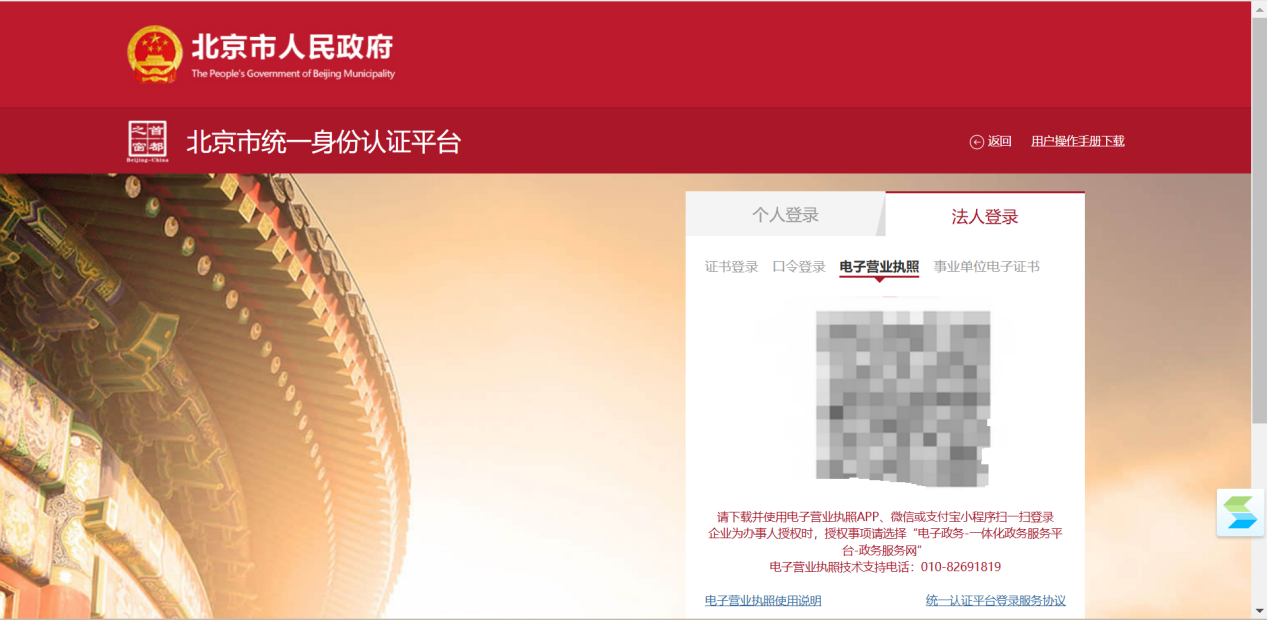 北京市人民政府
The People's Government of Beijing Municipality
首都之窗
Beijing-China
北京市统一身份认证平台
返回 用户操作手册下载
个人登录 法人登录
证书登录 口令登录 电子营业执照 事业单位电子证书
请下载并使用电子营业执照APP、微信或支付宝小程序扫一扫登录
企业为办事人授权时，授权事项请选择“电子政务-一体化政务服务平
台-政务服务网”
电子营业执照技术支持电话：010-82691819
电子营业执照使用说明 统一认证平台登录服务协议